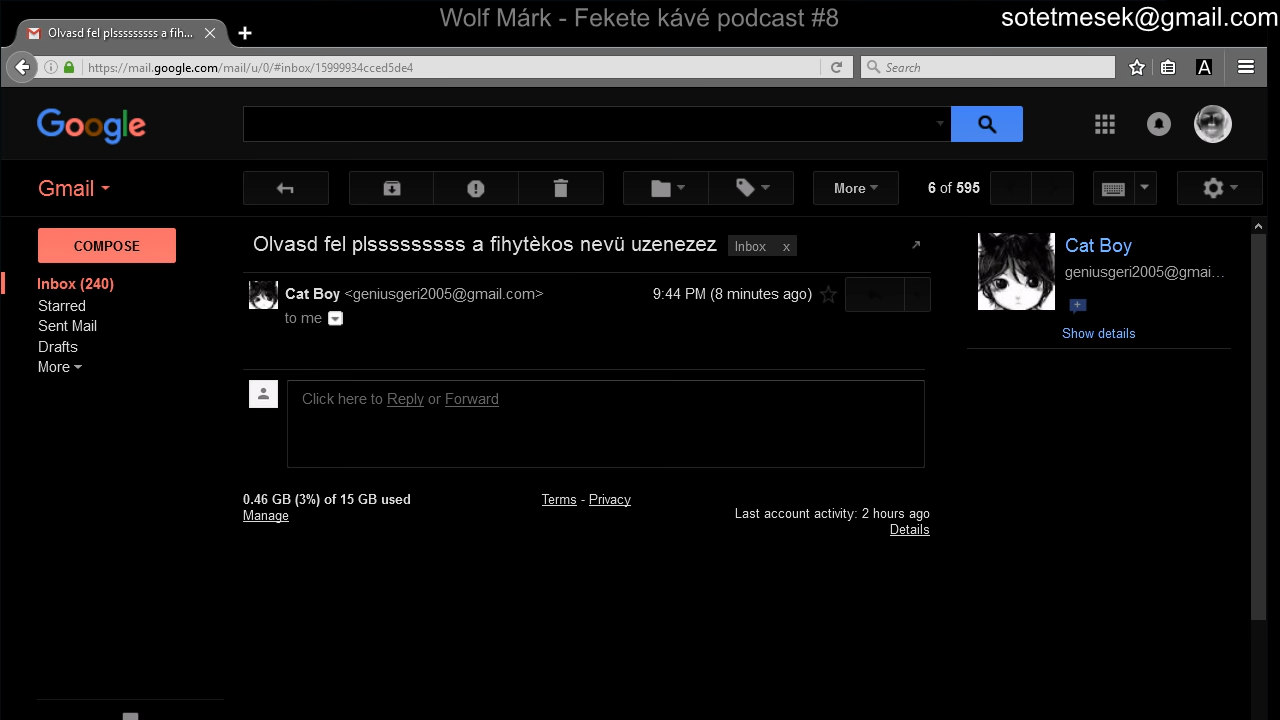 Wolf Márk - Fekete kávé podcast #8
sotetmesek@gmail.com
Olvasd fel plsssssssss a fih...
https://mail.google.com/mail/u/0/#inbox/15999934cced5de4
Search
A
Google
Gmail
More
6 of 595
COMPOSE
Inbox (240)
Starred
Sent Mail
Drafts
More
Olvasd fel plsssssssss a fihytèkos nevü uzenezez
Inbox x
Cat Boy <geniusgeri2005@gmail.com>
9:44 PM (8 minutes ago)
to me
Cat Boy
geniusgeri2005@gmai...
Show details
Click here to Reply or Forward
0.46 GB (3%) of 15 GB used
Manage
Terms - Privacy
Last account activity: 2 hours ago
Details